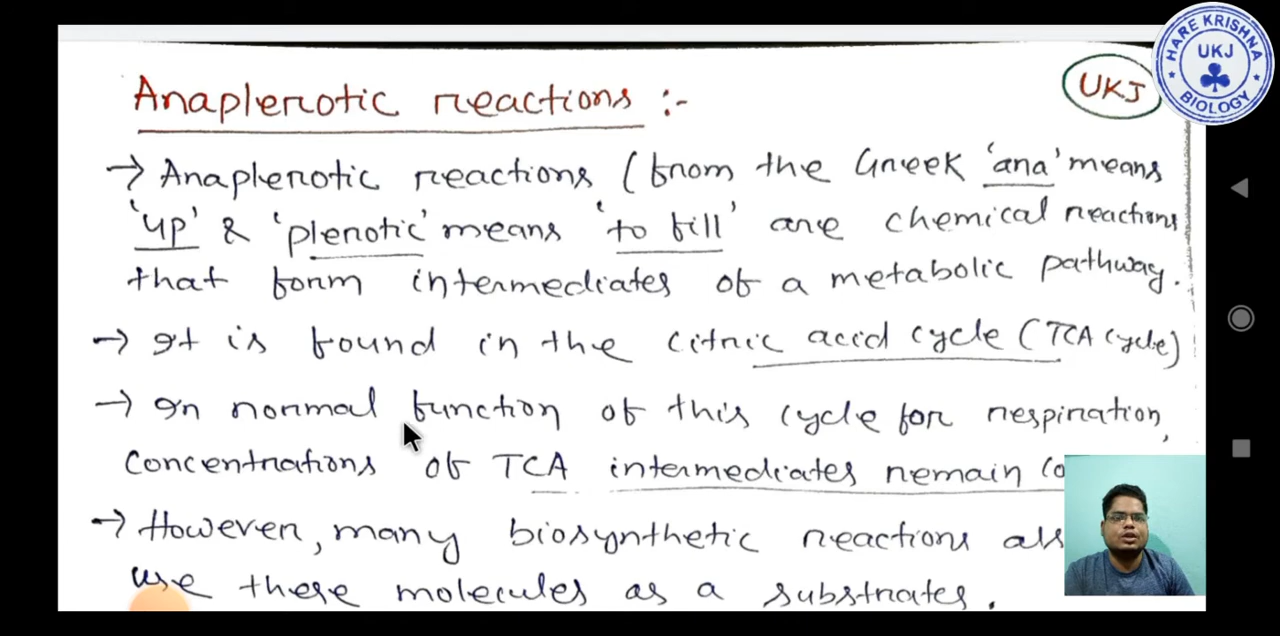 Anaplerotic reactions :-
UKJ
HARE KRISHNA
UKJ
BIOLOGY
→ Anaplerotic reactions (from the Greek 'ana' means
'up' & 'plerotic' means 'to fill' are chemical reactions
that form intermediates of a metabolic pathway.
→ It is found in the citric acid cycle (TCA cycle)
→ In normal function of this cycle for respiration,
concentrations of TCA intermediates remain co
→ However, many biosynthetic reactions als
use these molecules as a substrates.